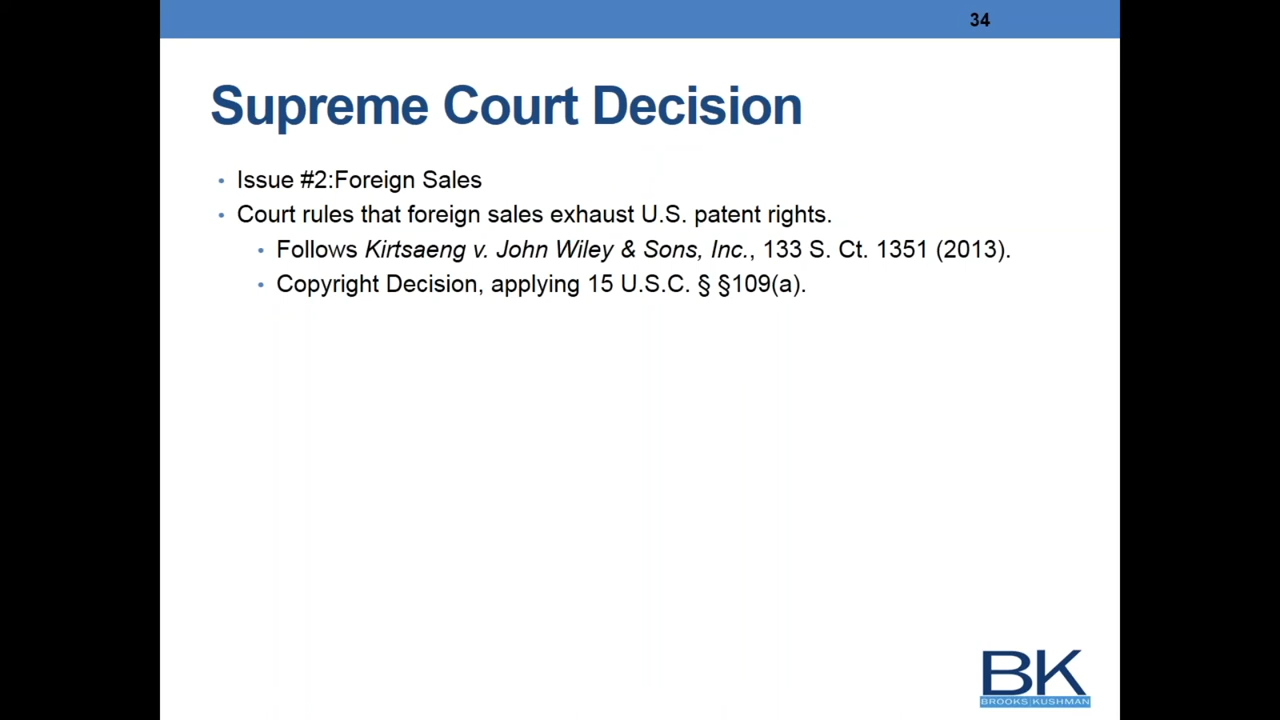 34
Supreme Court Decision
• Issue #2:Foreign Sales
• Court rules that foreign sales exhaust U.S. patent rights.
• Follows Kirtsaeng v. John Wiley & Sons, Inc., 133 S. Ct. 1351 (2013).
• Copyright Decision, applying 15 U.S.C. § §109(a).
BK
BROOKS|KUSHMAN